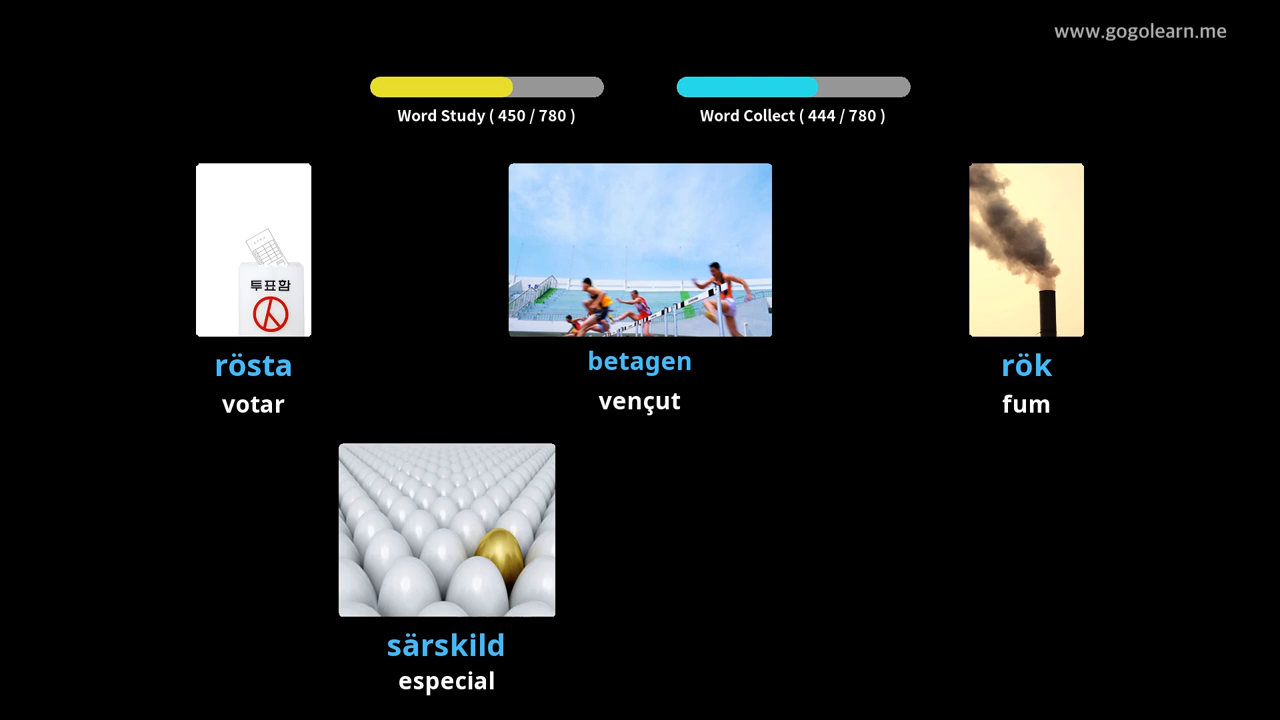 www.gogolearn.me
Word Study ( 450 / 780 )
Word Collect ( 444 / 780 )
투표함
rösta
votar
betagen
vençut
rök
fum
särskild
especial